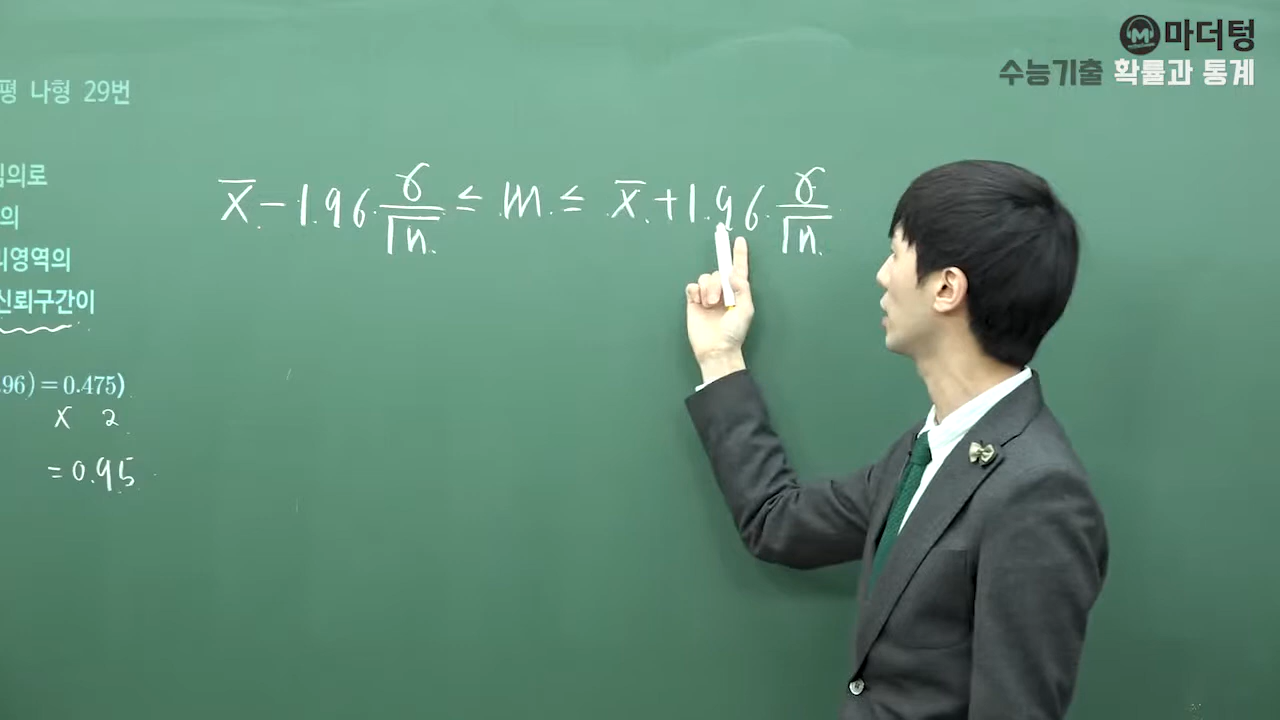 마더텅
수능기출 확률과 통계
평 나형 29번
임의로
의
영역의
신뢰구간이
.96) = 0.475)
x 2
= 0.95
X̄ - 1.96 σ/√n ≤ m ≤ X̄ + 1.96 σ/√n